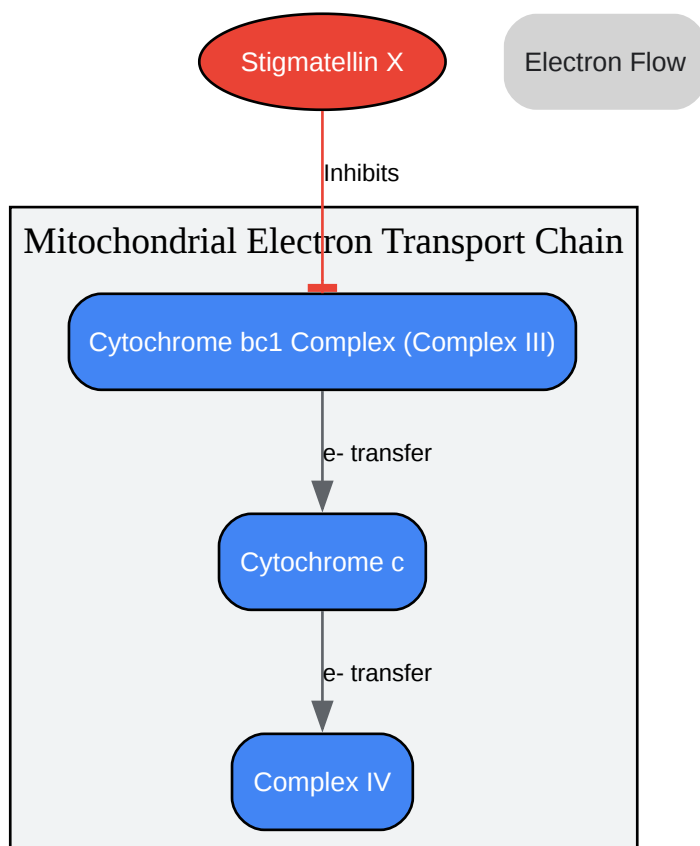 Stigmatellin X
Electron Flow
Inhibits
Mitochondrial Electron Transport Chain
Cytochrome bc1 Complex (Complex III)
e- transfer
Cytochrome c
e- transfer
Complex IV